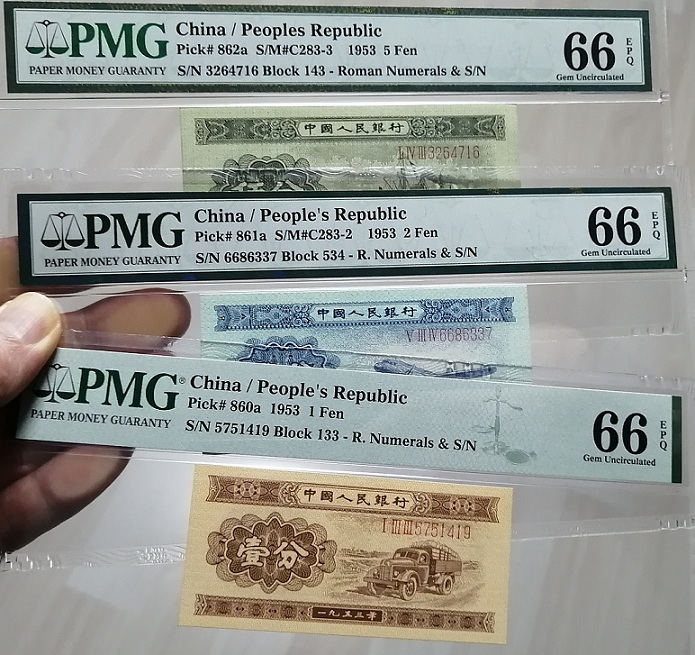 PMG
PAPER MONEY GUARANTY
China / Peoples Republic
Pick# 862a S/M#C283-3 1953 5 Fen
S/N 3264716 Block 143 - Roman Numerals & S/N
66 EPQ
Gem Uncirculated
中國人民銀行
I IV III 3264716
PMG
PAPER MONEY GUARANTY
China / People's Republic
Pick# 861a S/M#C283-2 1953 2 Fen
S/N 6686337 Block 534 - R. Numerals & S/N
66 EPQ
Gem Uncirculated
中國人民銀行
V III IV 6686337
PMG®
PAPER MONEY GUARANTY
China / People's Republic
Pick# 860a 1953 1 Fen
S/N 5751419 Block 133 - R. Numerals & S/N
66 EPQ
Gem Uncirculated
中國人民銀行
I III III 5751419
壹分
一九五三年